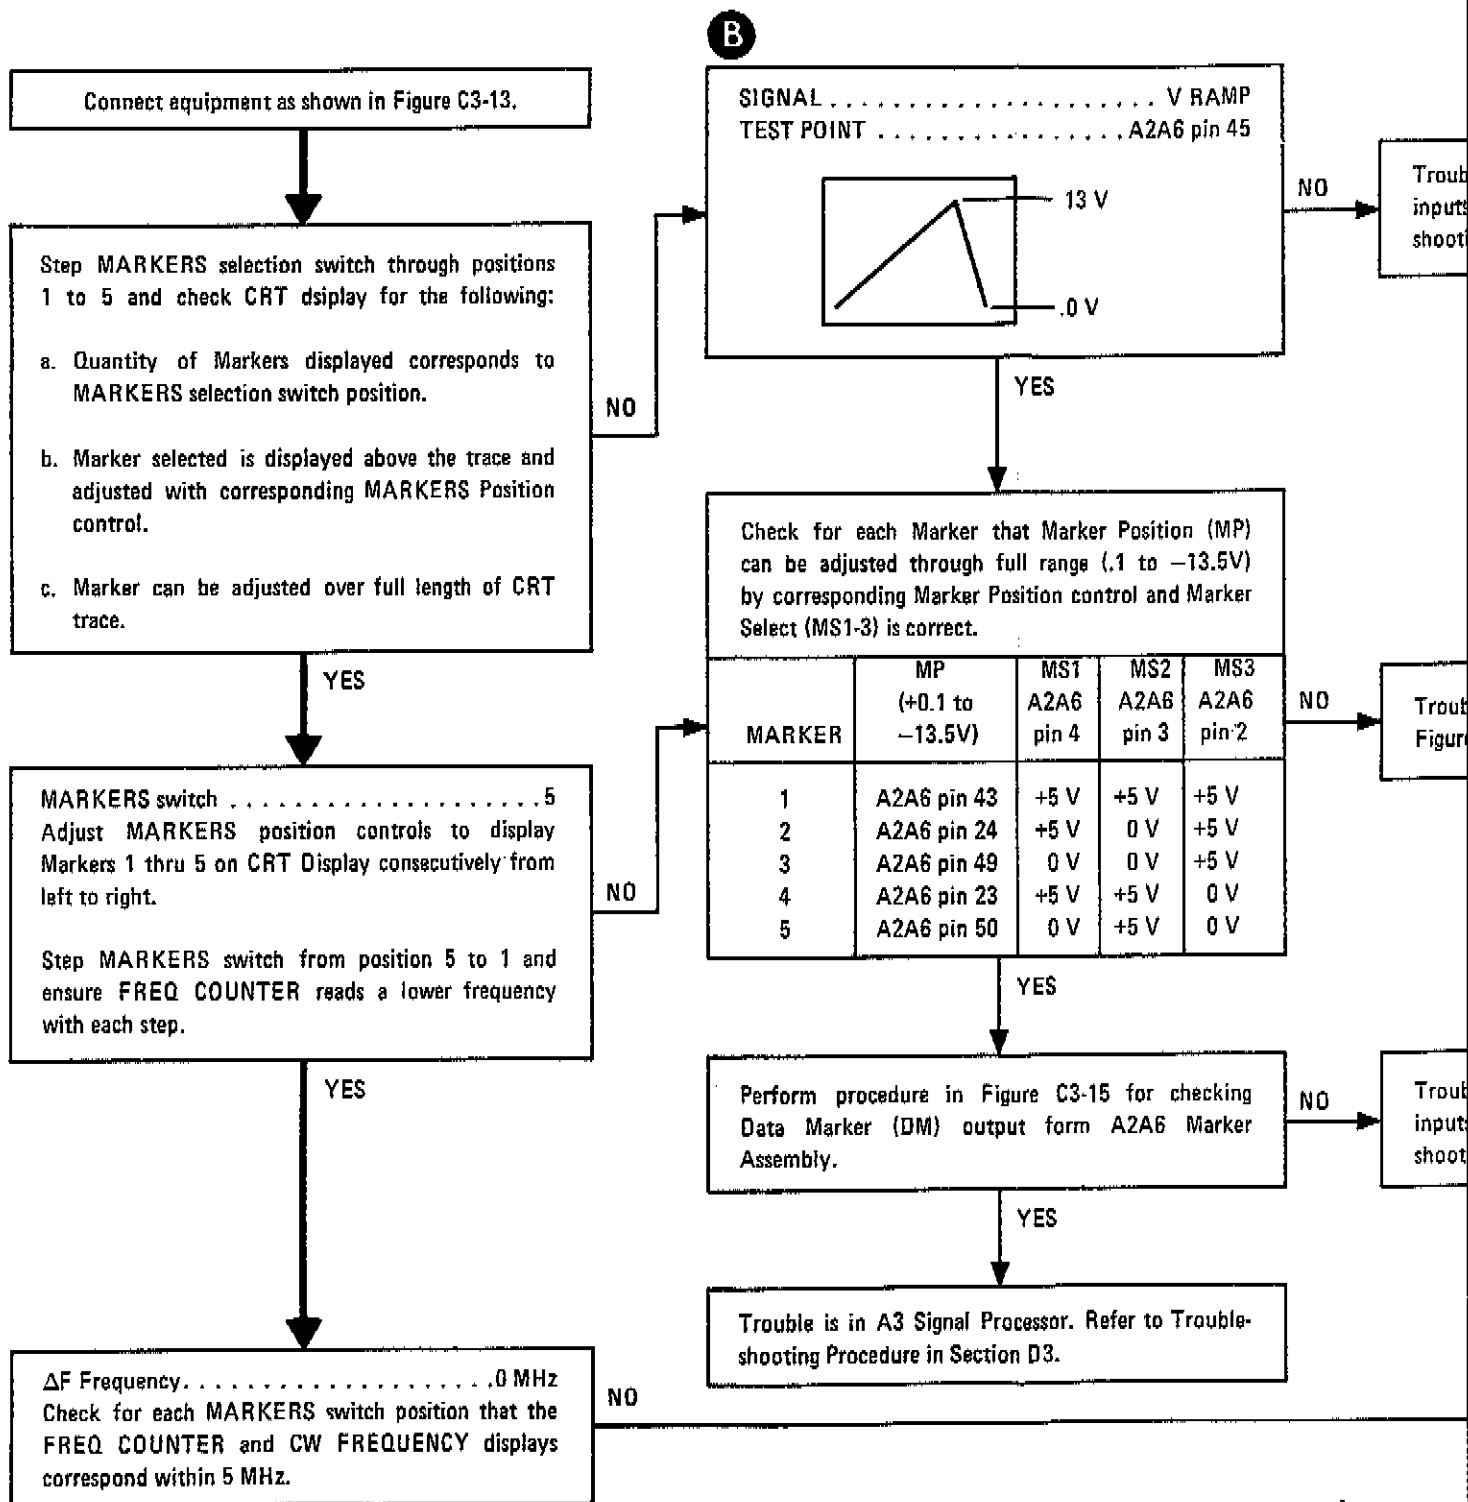 B
Connect equipment as shown in Figure C3-13.
Step MARKERS selection switch through positions
1 to 5 and check CRT dsiplay for the following:
a. Quantity of Markers displayed corresponds to
MARKERS selection switch position.
b. Marker selected is displayed above the trace and
adjusted with corresponding MARKERS Position
control.
c. Marker can be adjusted over full length of CRT
trace.
NO
YES
MARKERS switch . . . . . . . . . . . . . . . . . . . . 5
Adjust MARKERS position controls to display
Markers 1 thru 5 on CRT Display consecutively from
left to right.
Step MARKERS switch from position 5 to 1 and
ensure FREQ COUNTER reads a lower frequency
with each step.
NO
YES
ΔF Frequency. . . . . . . . . . . . . . . . . . . . .0 MHz
Check for each MARKERS switch position that the
FREQ COUNTER and CW FREQUENCY displays
correspond within 5 MHz.
NO
SIGNAL . . . . . . . . . . . . . . . . . . . . . V RAMP
TEST POINT . . . . . . . . . . . . . . . . A2A6 pin 45
13 V
.0 V
NO
Troub
inputs
shooti
YES
Check for each Marker that Marker Position (MP)
can be adjusted through full range (.1 to −13.5V)
by corresponding Marker Position control and Marker
Select (MS1-3) is correct.
MP MS1 MS2 MS3
(+0.1 to A2A6 A2A6 A2A6
MARKER −13.5V) pin 4 pin 3 pin 2
1 A2A6 pin 43 +5 V +5 V +5 V
2 A2A6 pin 24 +5 V 0 V +5 V
3 A2A6 pin 49 0 V 0 V +5 V
4 A2A6 pin 23 +5 V +5 V 0 V
5 A2A6 pin 50 0 V +5 V 0 V
NO
Troub
Figure
YES
Perform procedure in Figure C3-15 for checking
Data Marker (DM) output form A2A6 Marker
Assembly.
NO
Troub
inputs
shoot
YES
Trouble is in A3 Signal Processor. Refer to Trouble-
shooting Procedure in Section D3.